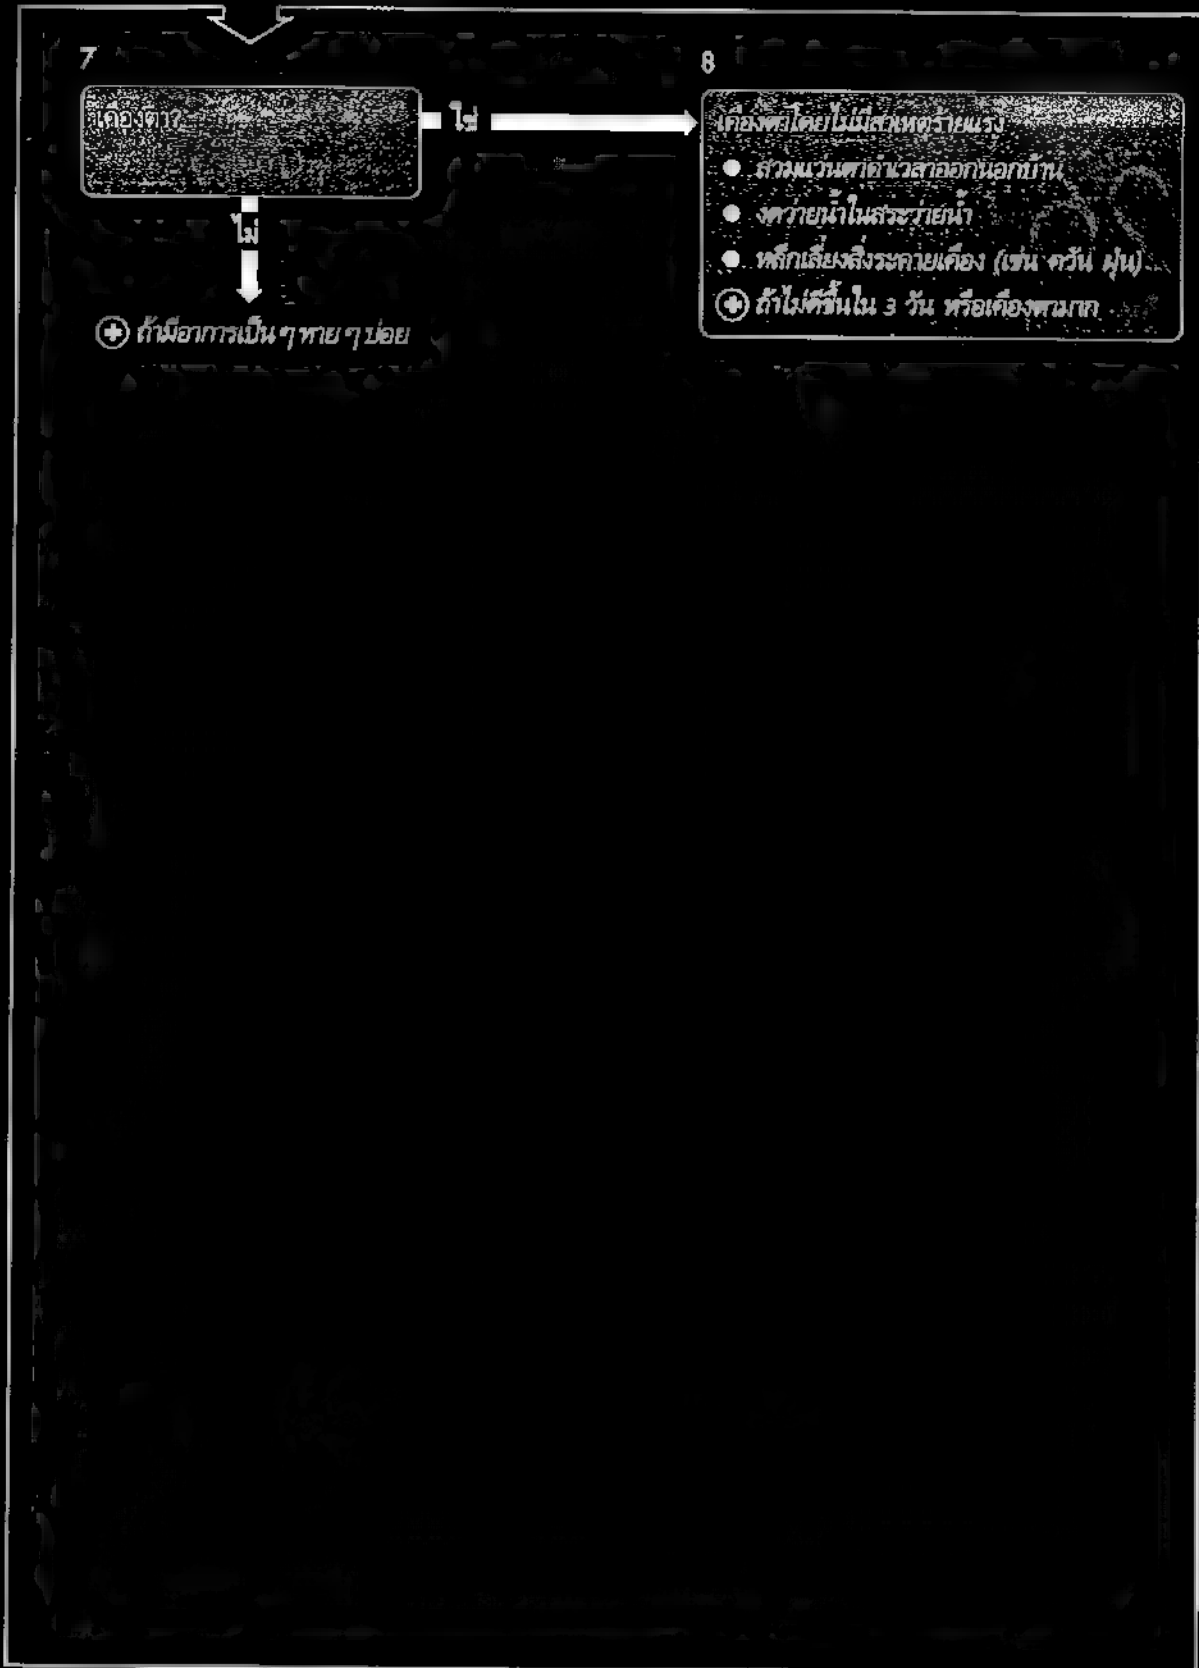 7
เคืองตา?
ใช่
ไม่
⊕ ถ้ามีอาการเป็น ๆ หาย ๆ บ่อย
8
เคืองตาโดยไม่มีสาเหตุร้ายแรง
● สวมแว่นตาดำเวลาออกนอกบ้าน
● งดว่ายน้ำในสระว่ายน้ำ
● หลีกเลี่ยงสิ่งระคายเคือง (เช่น ควัน ฝุ่น)
⊕ ถ้าไม่ดีขึ้นใน 3 วัน หรือเคืองตามาก